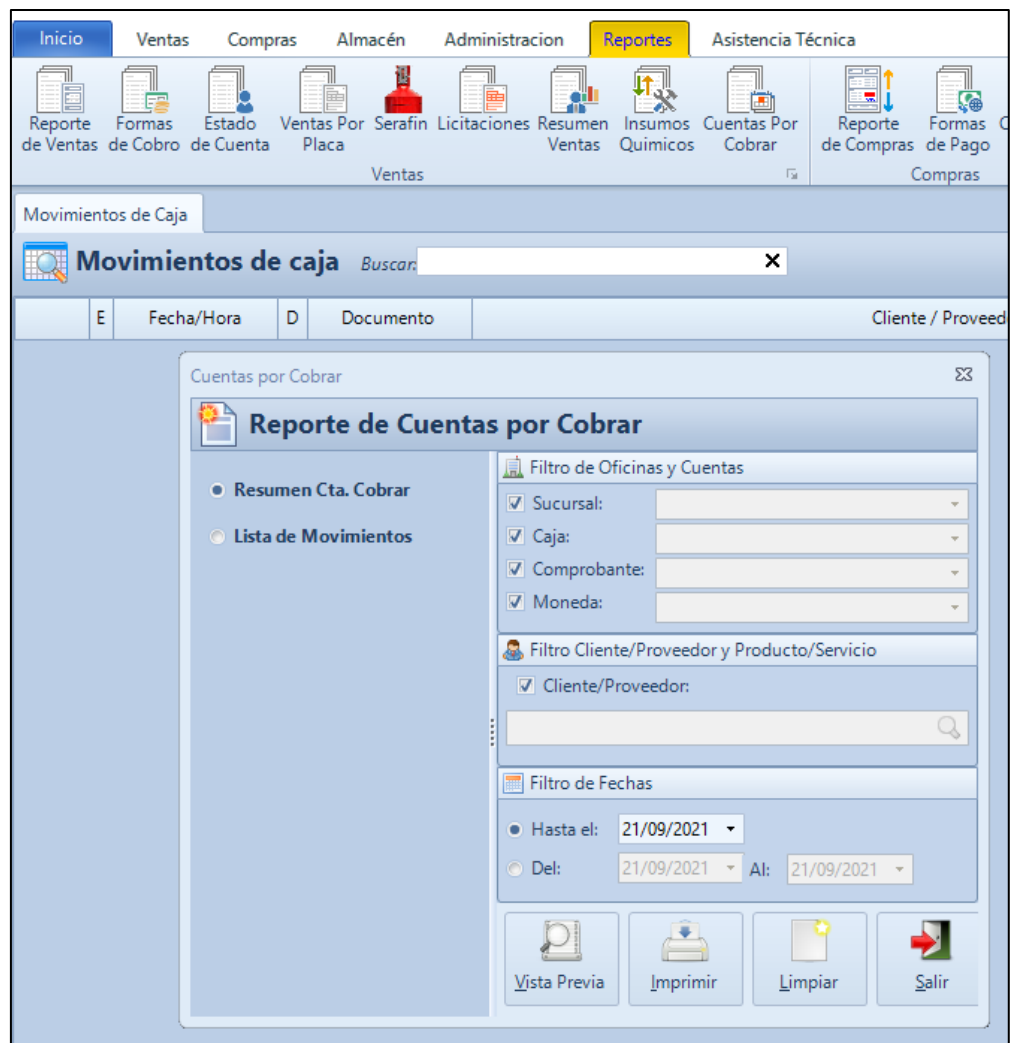 Inicio Ventas Compras Almacén Administracion Reportes Asistencia Técnica
Reporte de Ventas
Formas de Cobro
Estado de Cuenta
Ventas Por Placa
Serafin
Licitaciones
Resumen Ventas
Insumos Quimicos
Cuentas Por Cobrar
Reporte de Compras
Formas de Pago
Ventas Compras
Movimientos de Caja
Movimientos de caja Buscar:
E Fecha/Hora D Documento Cliente / Proveed
Cuentas por Cobrar
Reporte de Cuentas por Cobrar
Resumen Cta. Cobrar
Lista de Movimientos
Filtro de Oficinas y Cuentas
Sucursal:
Caja:
Comprobante:
Moneda:
Filtro Cliente/Proveedor y Producto/Servicio
Cliente/Proveedor:
Filtro de Fechas
Hasta el: 21/09/2021
Del: 21/09/2021 Al: 21/09/2021
Vista Previa Imprimir Limpiar Salir